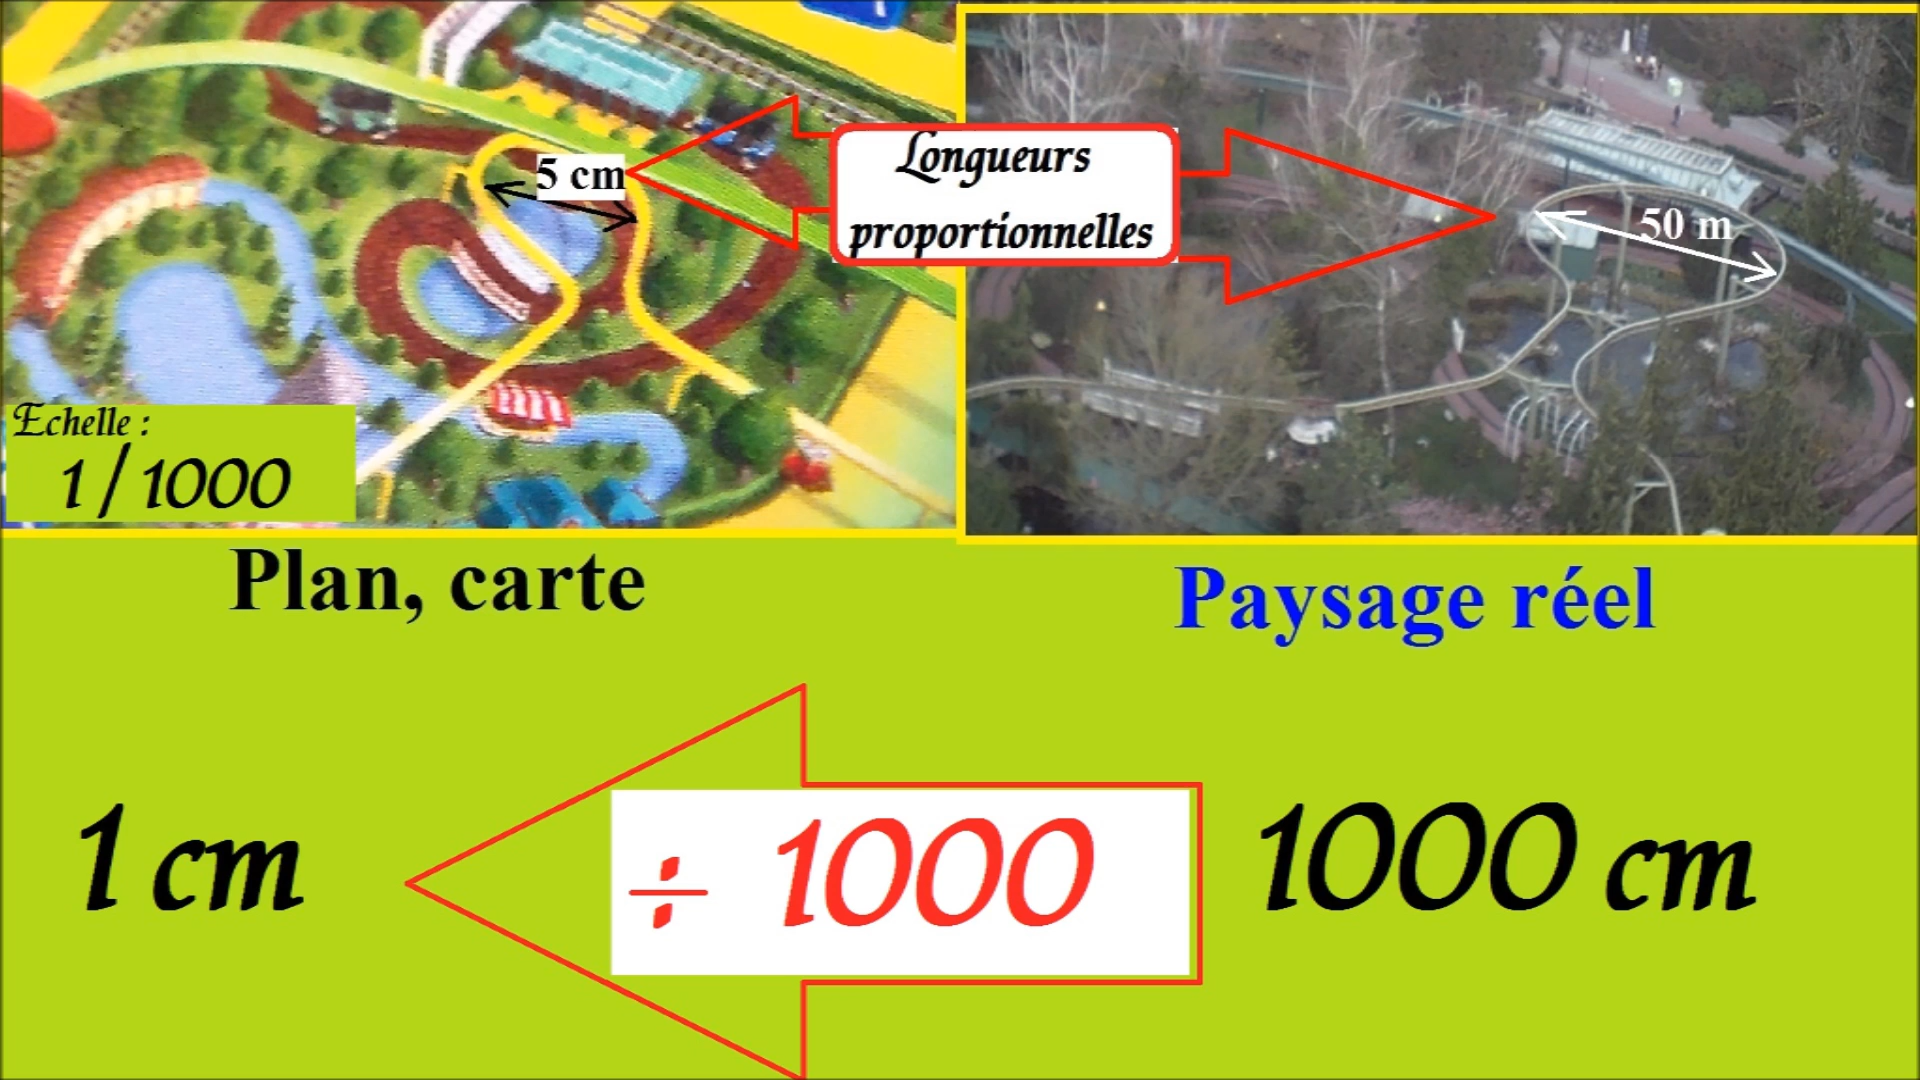 5 cm
Longueurs
proportionnelles
50 m
Echelle :
1 / 1000
Plan, carte
Paysage réel
1 cm
÷ 1000
1000 cm